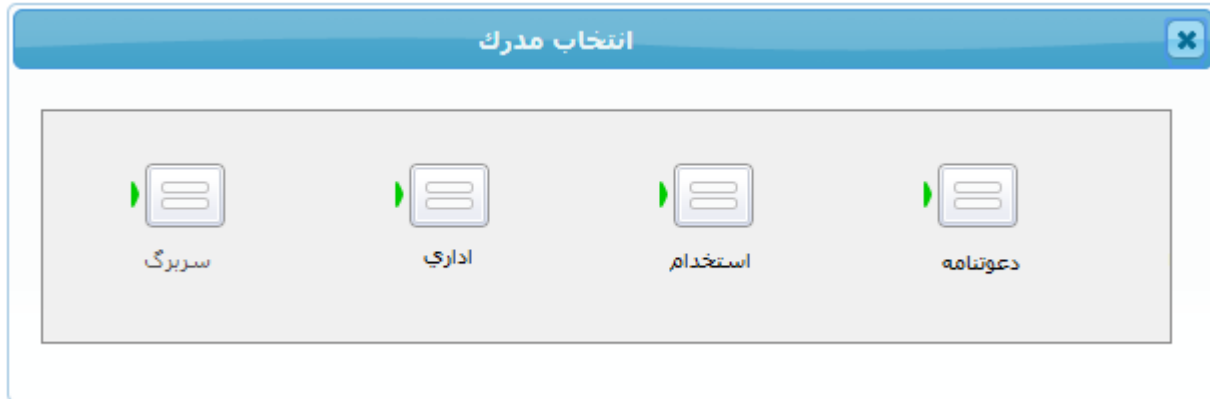 انتخاب مدرك
دعوتنامه
استخدام
اداري
سربرگ